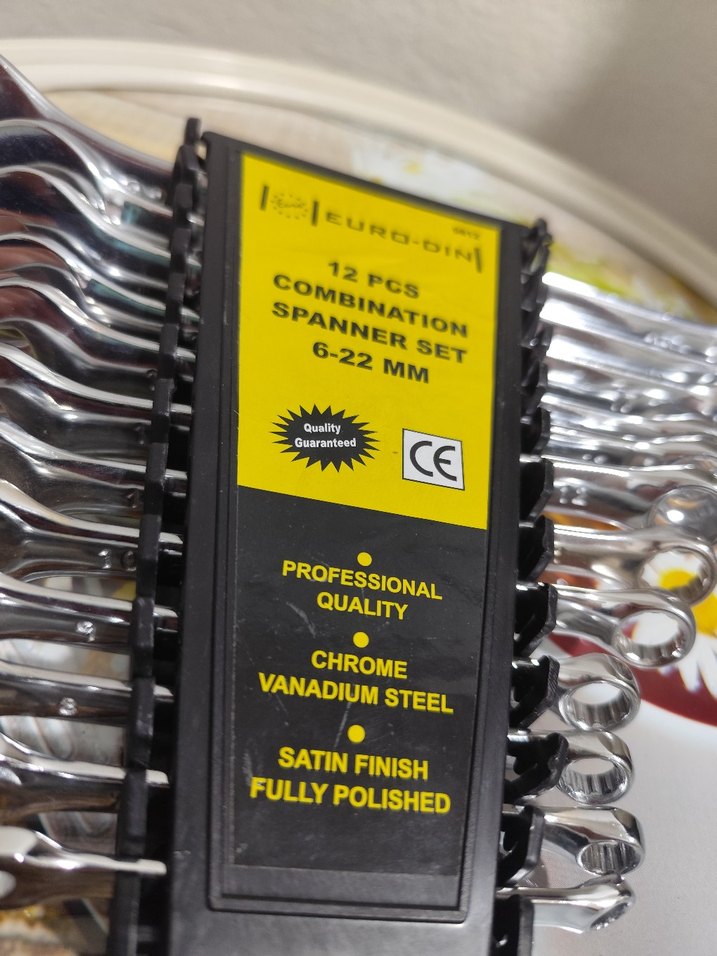 EURO-DIN
12 PCS
COMBINATION
SPANNER SET
6-22 MM
Quality
Guaranteed
CE
PROFESSIONAL
QUALITY
CHROME
VANADIUM STEEL
SATIN FINISH
FULLY POLISHED